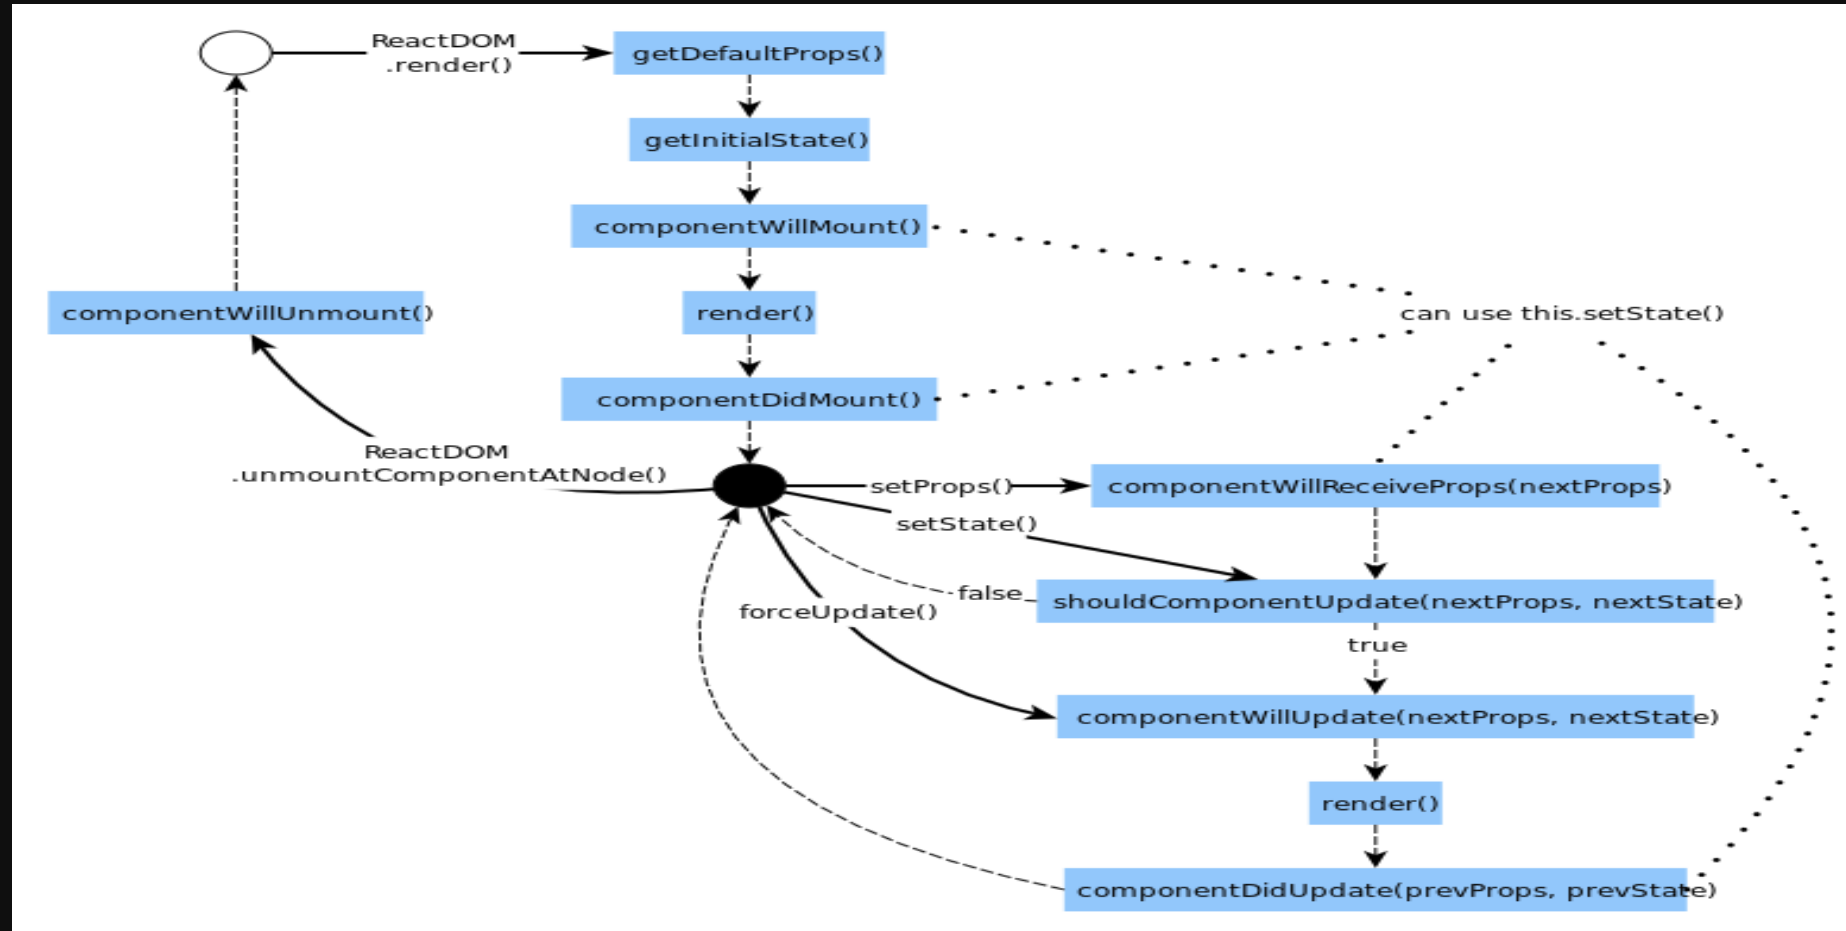 ReactDOM
.render()
getDefaultProps()
getInitialState()
componentWillMount()
componentWillUnmount()
render()
can use this.setState()
componentDidMount()
ReactDOM
.unmountComponentAtNode()
setProps()
componentWillReceiveProps(nextProps)
setState()
false
shouldComponentUpdate(nextProps, nextState)
forceUpdate()
true
componentWillUpdate(nextProps, nextState)
render()
componentDidUpdate(prevProps, prevState)